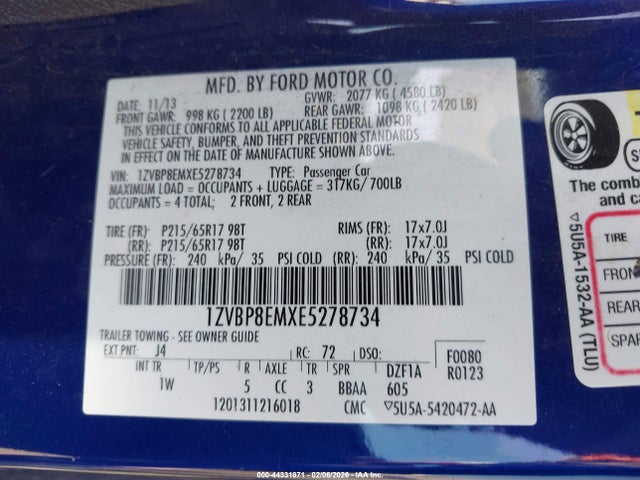 MFD. BY FORD MOTOR CO.
DATE: 11/13 GVWR: 2077 KG ( 4580 LB)
FRONT GAWR: 998 KG ( 2200 LB) REAR GAWR: 1098 KG ( 2420 LB)
THIS VEHICLE CONFORMS TO ALL APPLICABLE FEDERAL MOTOR
VEHICLE SAFETY, BUMPER, AND THEFT PREVENTION STANDARDS
IN EFFECT ON THE DATE OF MANUFACTURE SHOWN ABOVE.
VIN: 1ZVBP8EMXE5278734 TYPE: Passenger Car
MAXIMUM LOAD = OCCUPANTS + LUGGAGE = 317KG/ 700LB
OCCUPANTS = 4 TOTAL; 2 FRONT, 2 REAR
TIRE (FR): P215/65R17 98T RIMS (FR): 17x7.0J
(RR): P215/65R17 98T (RR): 17x7.0J
PRESSURE (FR): 240 kPa/ 35 PSI COLD (RR): 240 kPa/ 35 PSI COLD
1ZVBP8EMXE5278734
TRAILER TOWING - SEE OWNER GUIDE
EXT PNT: J4 RC: 72 DSO: F0080
INT TR TP/PS R AXLE TR SPR DZF1A R0123
1W 5 CC 3 BBAA 605
1201311216018 CMC ▽5U5A-5420472-AA
The comb
and ca
TIRE
FRON
REAR
SPAR
▽5U5A-1532-AA (TLU)
000-44331871 - 02/06/2026 - IAA Inc.